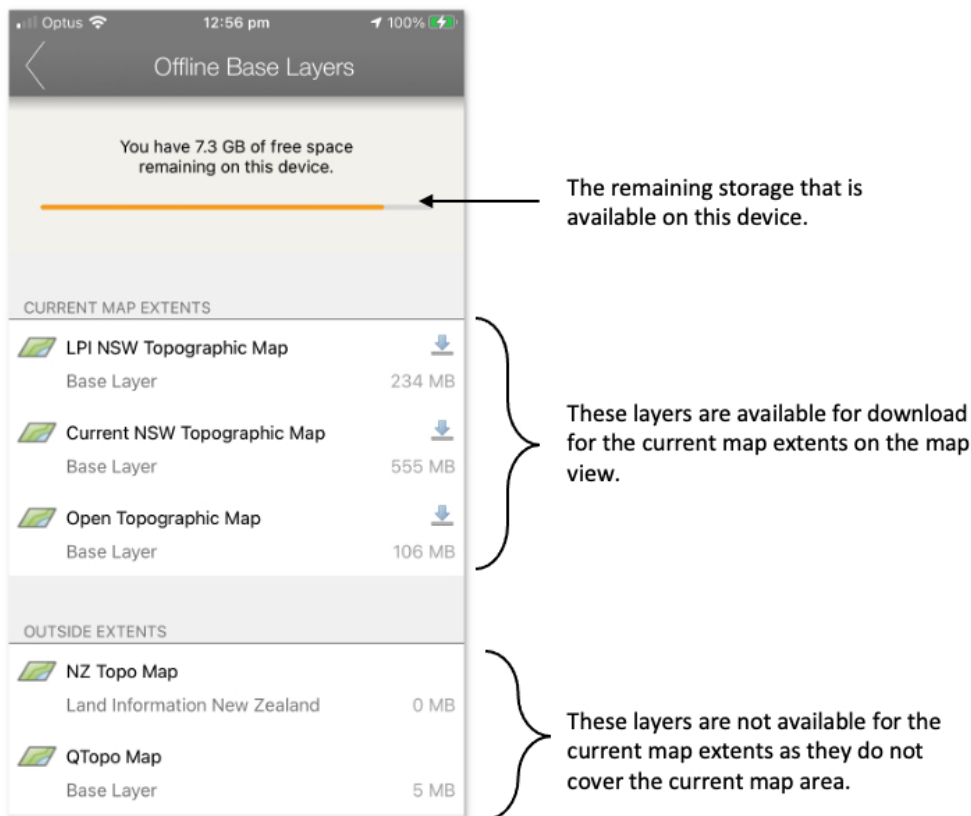 Optus 12:56 pm 100%
Offline Base Layers
You have 7.3 GB of free space
remaining on this device.
The remaining storage that is
available on this device.
CURRENT MAP EXTENTS
LPI NSW Topographic Map
Base Layer 234 MB
Current NSW Topographic Map
Base Layer 555 MB
Open Topographic Map
Base Layer 106 MB
These layers are available for download
for the current map extents on the map
view.
OUTSIDE EXTENTS
NZ Topo Map
Land Information New Zealand 0 MB
QTopo Map
Base Layer 5 MB
These layers are not available for the
current map extents as they do not
cover the current map area.